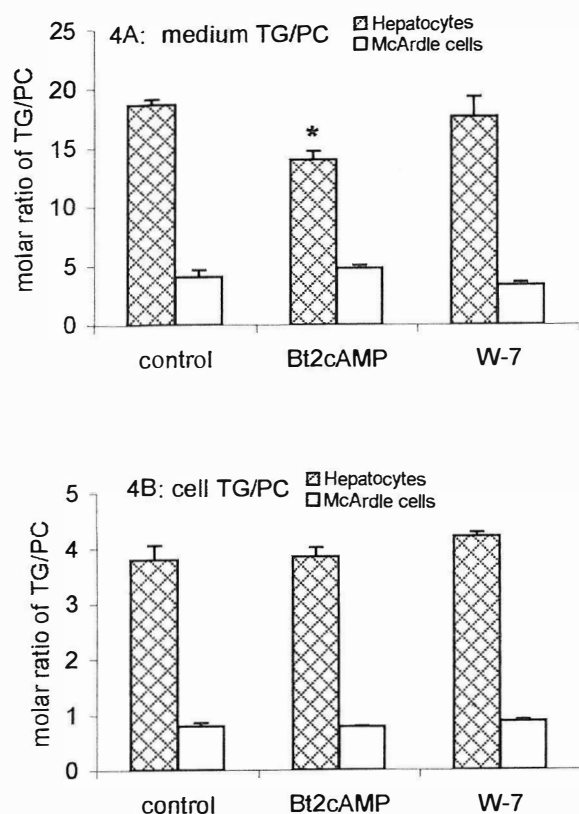 4A: medium TG/PC
Hepatocytes
McArdle cells
molar ratio of TG/PC
25
20
15
10
5
0
*
control Bt2cAMP W-7
4B: cell TG/PC
Hepatocytes
McArdle cells
molar ratio of TG/PC
5
4
3
2
1
0
control Bt2cAMP W-7